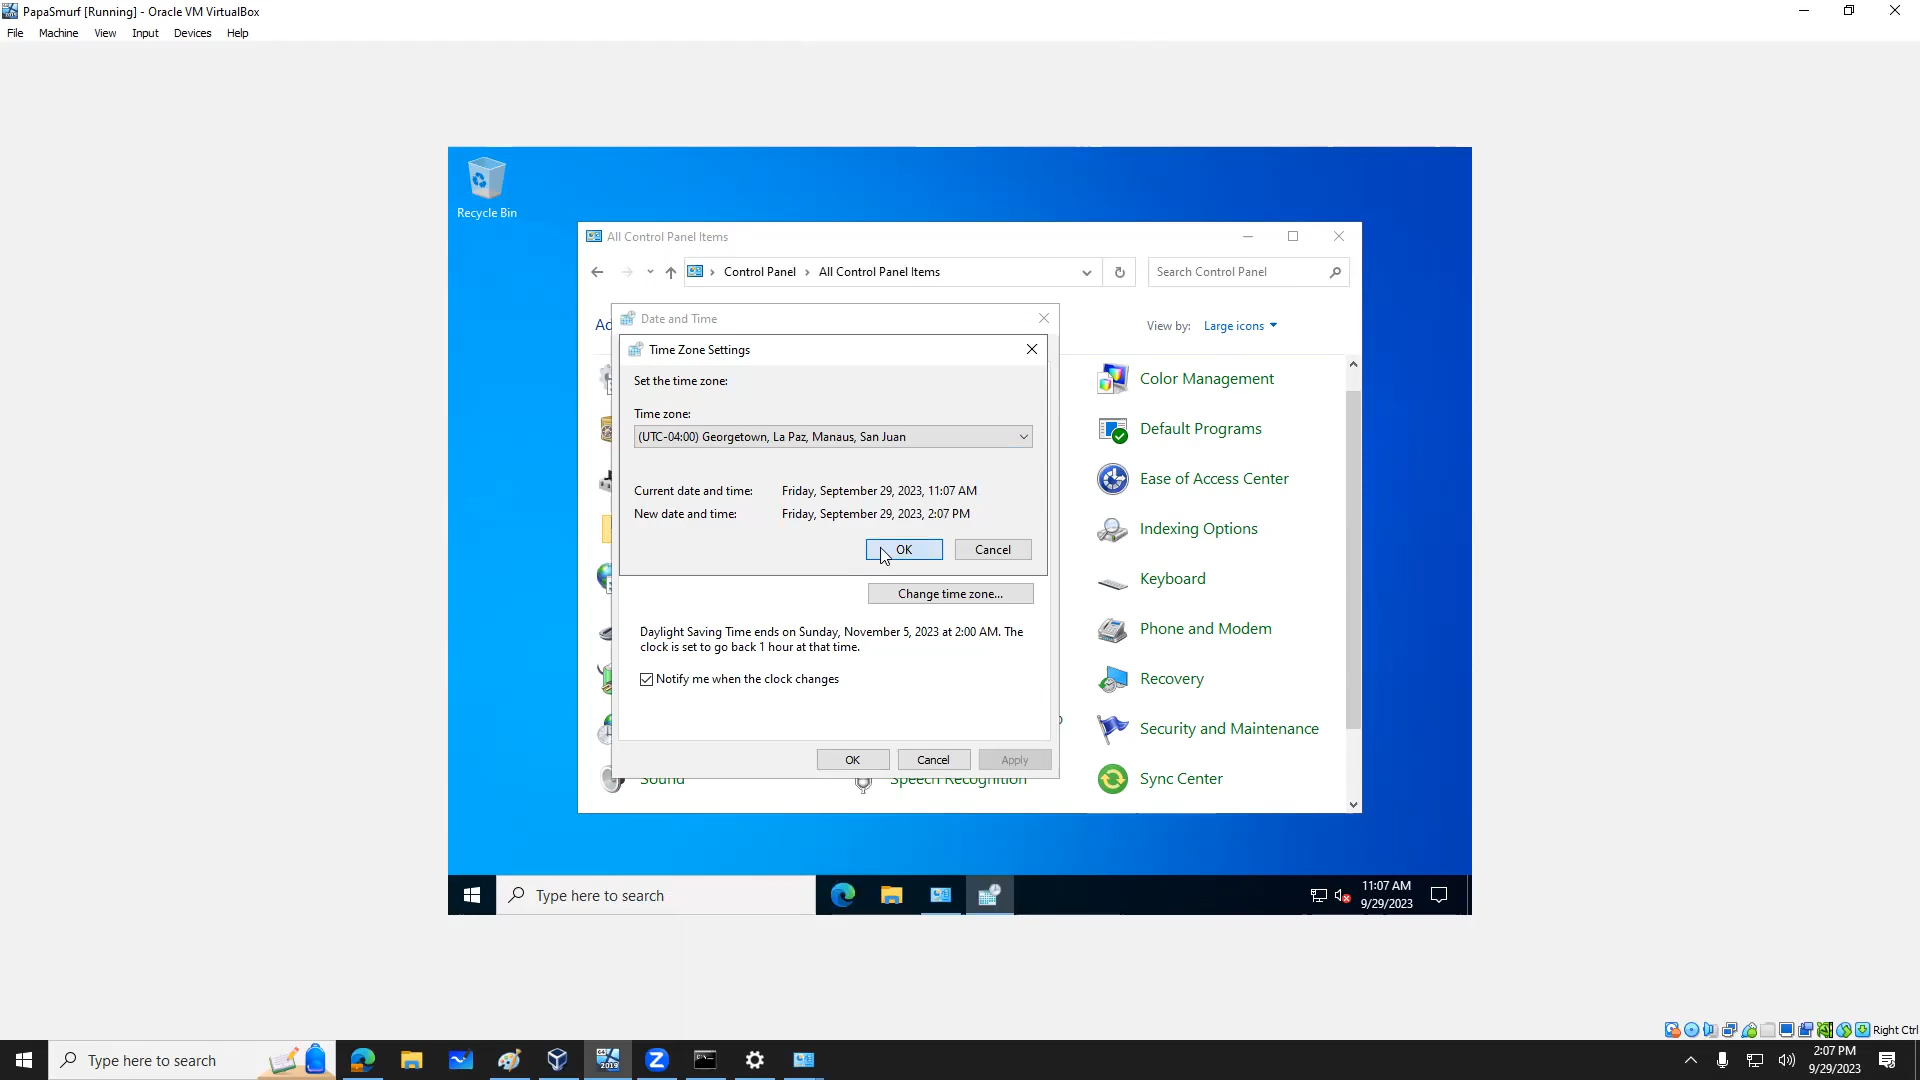 PapaSmurf [Running] - Oracle VM VirtualBox
File Machine View Input Devices Help
Recycle Bin
All Control Panel Items
Control Panel › All Control Panel Items
Search Control Panel
View by: Large icons
Date and Time
Time Zone Settings
Set the time zone:
Time zone:
(UTC-04:00) Georgetown, La Paz, Manaus, San Juan
Current date and time: Friday, September 29, 2023, 11:07 AM
New date and time: Friday, September 29, 2023, 2:07 PM
OK Cancel
Change time zone...
Daylight Saving Time ends on Sunday, November 5, 2023 at 2:00 AM. The
clock is set to go back 1 hour at that time.
Notify me when the clock changes
OK Cancel Apply
Color Management
Default Programs
Ease of Access Center
Indexing Options
Keyboard
Phone and Modem
Recovery
Security and Maintenance
Sound
Speech Recognition
Sync Center
Type here to search
11:07 AM
9/29/2023
Right Ctrl
Type here to search
2019
2:07 PM
9/29/2023